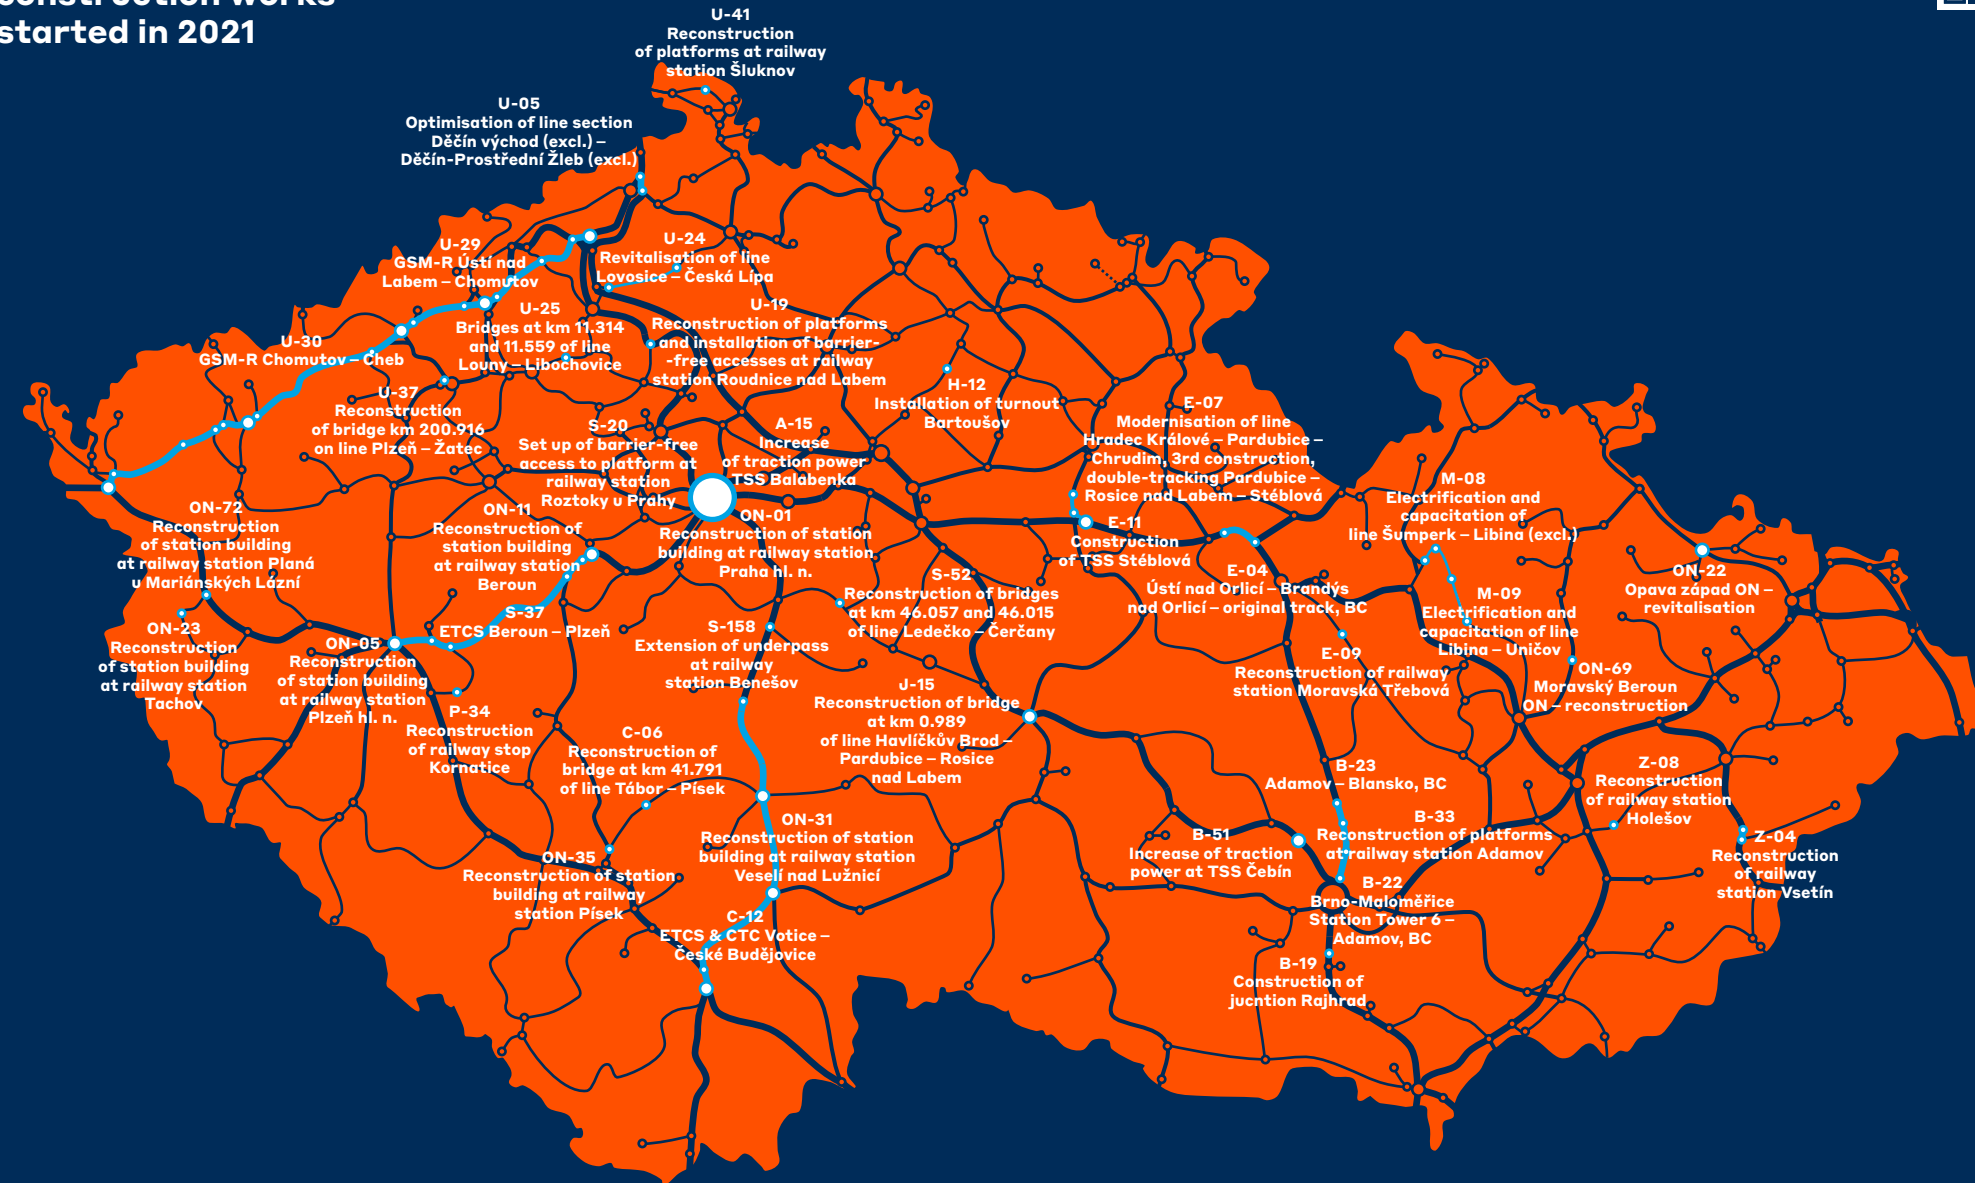 construction works
started in 2021
U-41
Reconstruction
of platforms at railway
station Šluknov
U-05
Optimisation of line section
Děčín východ (excl.) –
Děčín-Prostřední Žleb (excl.)
U-29
GSM-R Ústí nad
Labem – Chomutov
U-24
Revitalisation of line
Lovosice – Česká Lípa
U-25
Bridges at km 11.314
and 11.559 of line
Louny – Libochovice
U-19
Reconstruction of platforms
and installation of barrier-
-free accesses at railway
station Roudnice nad Labem
U-30
GSM-R Chomutov – Cheb
U-37
Reconstruction
of bridge km 200.916
on line Plzeň – Žatec
H-12
Installation of turnout
Bartoušov
E-07
Modernisation of line
Hradec Králové – Pardubice –
Chrudim, 3rd construction,
double-tracking Pardubice –
Rosice nad Labem – Stéblová
S-20
Set up of barrier-free
access to platform at
railway station
Roztoky u Prahy
A-15
Increase
of traction power
TSS Balabenka
M-08
Electrification and
capacitation of
line Šumperk – Libina (excl.)
ON-72
Reconstruction
of station building
at railway station Planá
u Mariánských Lázní
ON-11
Reconstruction of
station building
at railway station
Beroun
ON-01
Reconstruction of station
building at railway station
Praha hl. n.
E-11
Construction
of TSS Stéblová
E-04
Ústí nad Orlicí – Brandýs
nad Orlicí – original track, BC
ON-22
Opava západ ON –
revitalisation
S-52
Reconstruction of bridges
at km 46.057 and 46.015
of line Ledečko – Čerčany
M-09
Electrification and
capacitation of line
Libina – Uničov
S-37
ETCS Beroun – Plzeň
ON-23
Reconstruction
of station building
at railway station
Tachov
ON-05
Reconstruction
of station building
at railway station
Plzeň hl. n.
S-158
Extension of underpass
at railway
station Benešov
E-09
Reconstruction of railway
station Moravská Třebová
ON-69
Moravský Beroun
ON – reconstruction
J-15
Reconstruction of bridge
at km 0.989
of line Havlíčkův Brod –
Pardubice – Rosice
nad Labem
P-34
Reconstruction
of railway stop
Kornatice
C-06
Reconstruction of
bridge at km 41.791
of line Tábor – Písek
B-23
Adamov – Blansko, BC
Z-08
Reconstruction
of railway station
Holešov
ON-31
Reconstruction of station
building at railway station
Veselí nad Lužnicí
B-33
Reconstruction of platforms
at railway station Adamov
B-51
Increase of traction
power at TSS Čebín
Z-04
Reconstruction
of railway
station Vsetín
ON-35
Reconstruction of station
building at railway
station Písek
B-22
Brno-Maloměřice
Station Tower 6 –
Adamov, BC
C-12
ETCS & CTC Votice –
České Budějovice
B-19
Construction of
jucntion Rajhrad